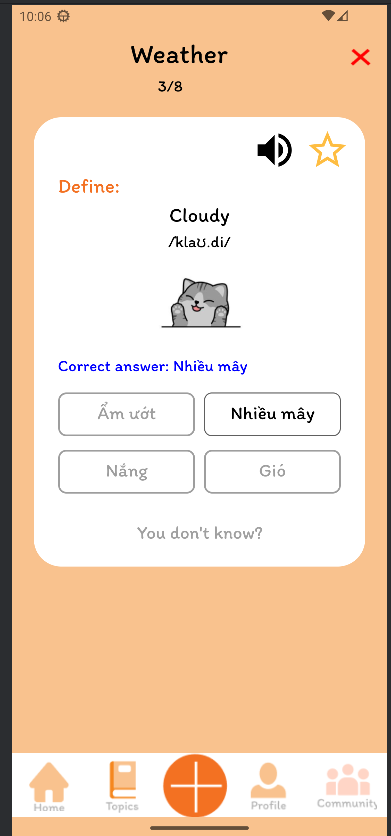 10:06
Weather
3/8
Define:
Cloudy
/klaʊ.di/
Correct answer: Nhiều mây
Ẩm ướt
Nhiều mây
Nắng
Gió
You don't know?
Home
Topics
Profile
Community